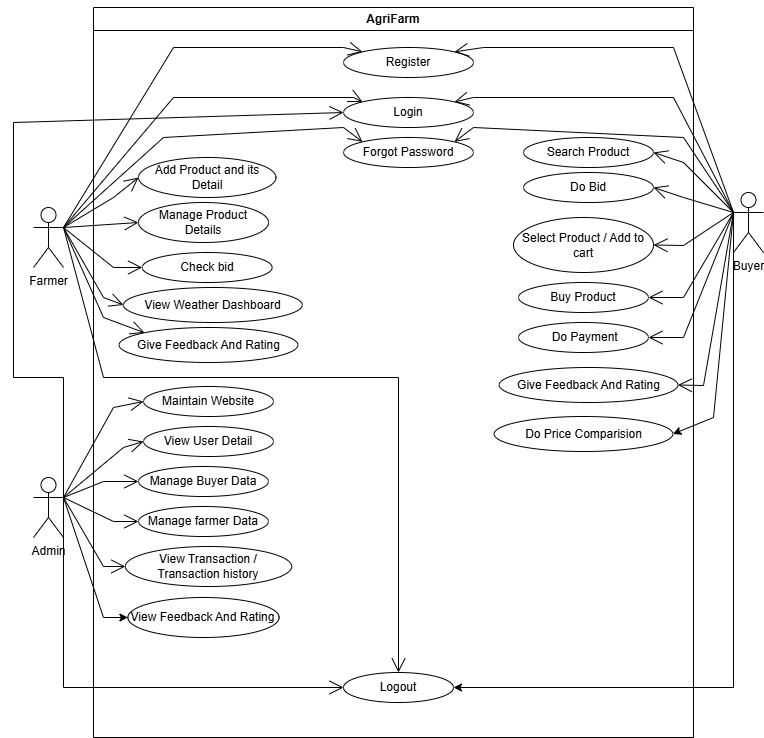 AgriFarm
Register
Login
Forgot Password
Add Product and its
Detail
Manage Product
Details
Check bid
View Weather Dashboard
Give Feedback And Rating
Farmer
Search Product
Do Bid
Select Product / Add to
cart
Buy Product
Do Payment
Give Feedback And Rating
Do Price Comparision
Buyer
Maintain Website
View User Detail
Manage Buyer Data
Manage farmer Data
View Transaction /
Transaction history
View Feedback And Rating
Admin
Logout